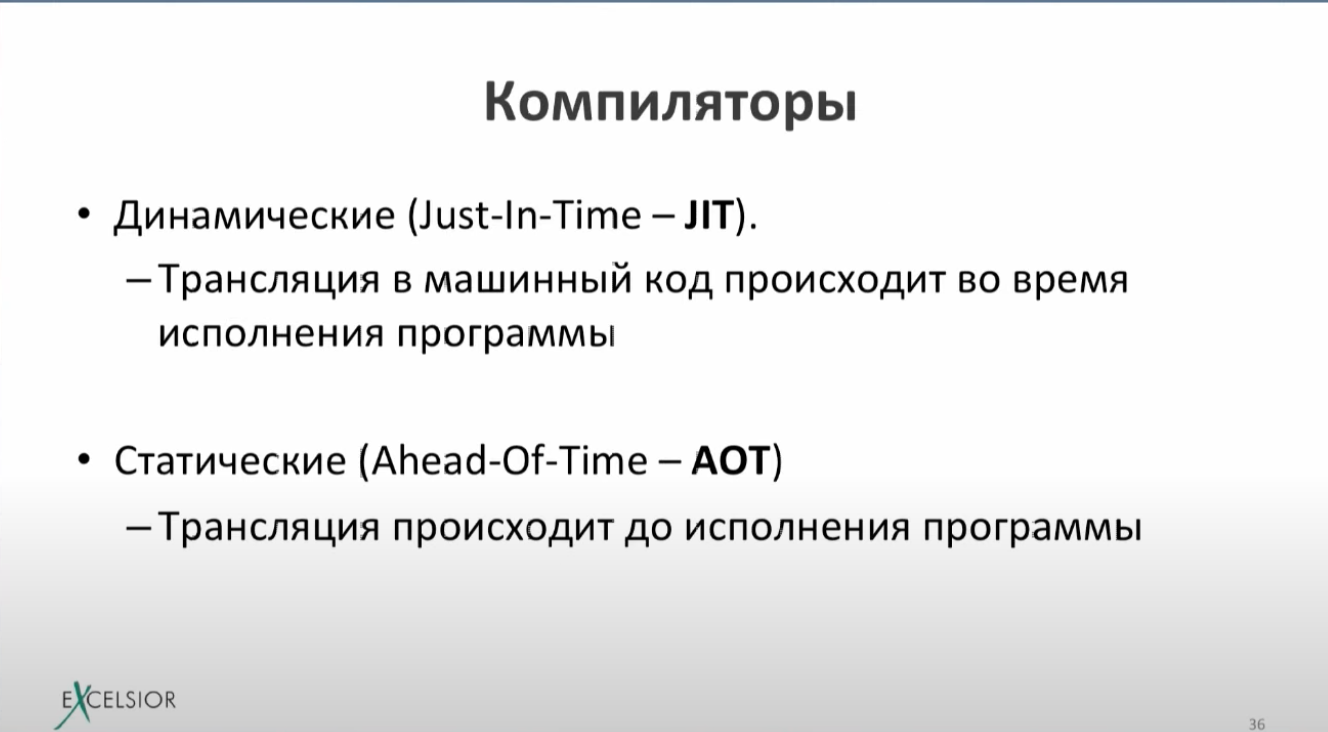 Компиляторы
• Динамические (Just-In-Time – JIT).
– Трансляция в машинный код происходит во время
исполнения программы
• Статические (Ahead-Of-Time – AOT)
– Трансляция происходит до исполнения программы
EXCELSIOR
36